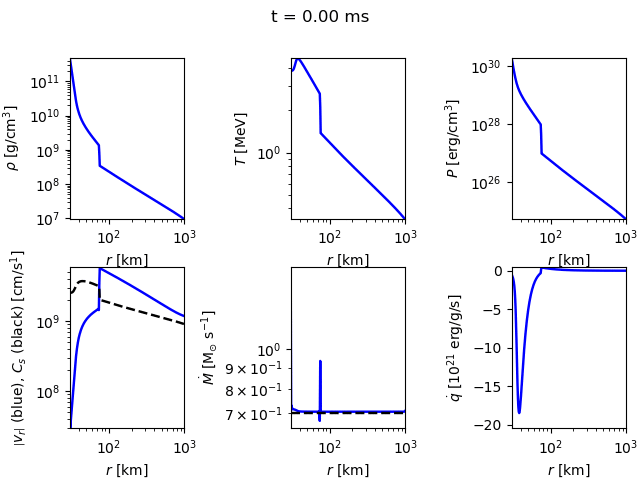 t = 0.00 ms
ρ [g/cm³]
10¹¹
10¹⁰
10⁹
10⁸
10⁷
10²
10³
r [km]
T [MeV]
10⁰
10²
10³
r [km]
P [erg/cm³]
10³⁰
10²⁸
10²⁶
10²
10³
r [km]
|vᵣ| (blue), Cₛ (black) [cm/s¹]
10⁹
10⁸
10²
10³
r [km]
Ṁ [M☉ s⁻¹]
10⁰
9 × 10⁻¹
8 × 10⁻¹
7 × 10⁻¹
10²
10³
r [km]
q̇ [10²¹ erg/g/s]
0
−5
−10
−15
−20
10²
10³
r [km]